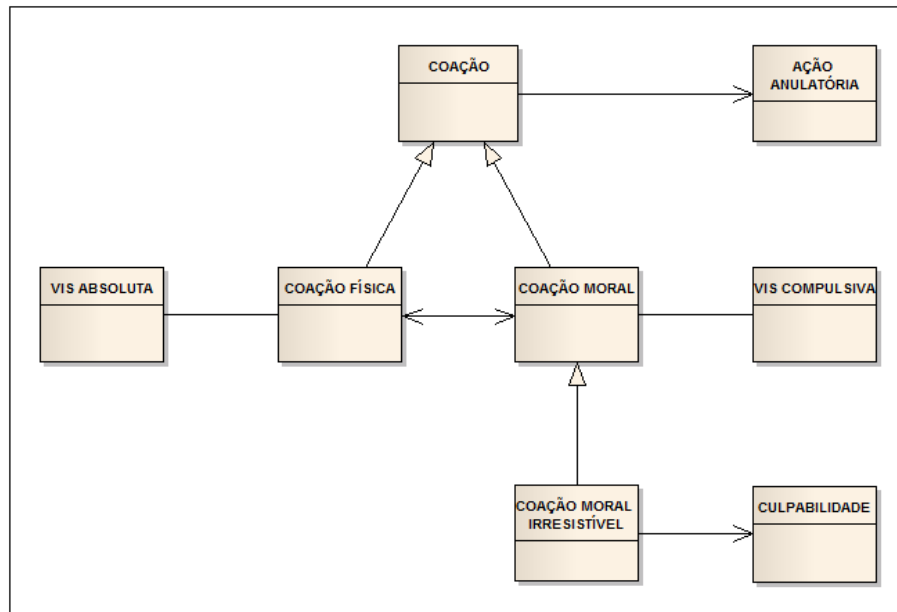 COAÇÃO
AÇÃO
ANULATÓRIA
VIS ABSOLUTA
COAÇÃO FÍSICA
COAÇÃO MORAL
VIS COMPULSIVA
COAÇÃO MORAL
IRRESISTÍVEL
CULPABILIDADE